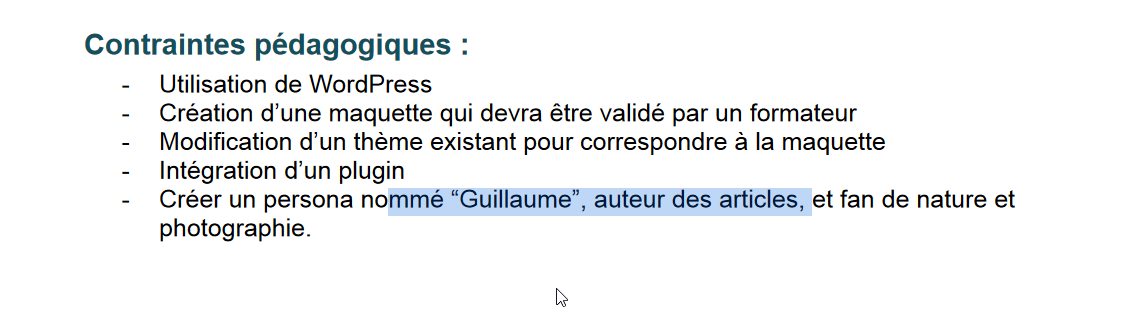 Contraintes pédagogiques :
- Utilisation de WordPress
- Création d’une maquette qui devra être validé par un formateur
- Modification d’un thème existant pour correspondre à la maquette
- Intégration d’un plugin
- Créer un persona nommé “Guillaume”, auteur des articles, et fan de nature et
photographie.